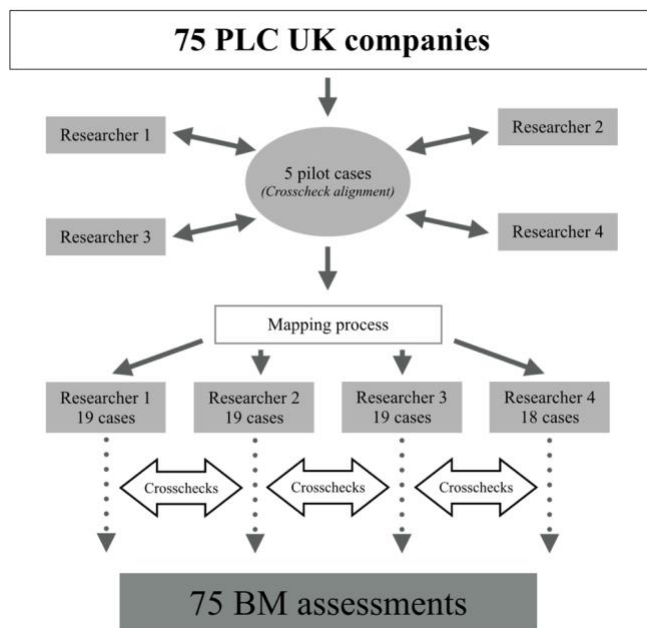 75 PLC UK companies
Researcher 1
Researcher 2
5 pilot cases
(Crosscheck alignment)
Researcher 3
Researcher 4
Mapping process
Researcher 1
19 cases
Researcher 2
19 cases
Researcher 3
19 cases
Researcher 4
18 cases
Crosschecks
Crosschecks
Crosschecks
75 BM assessments